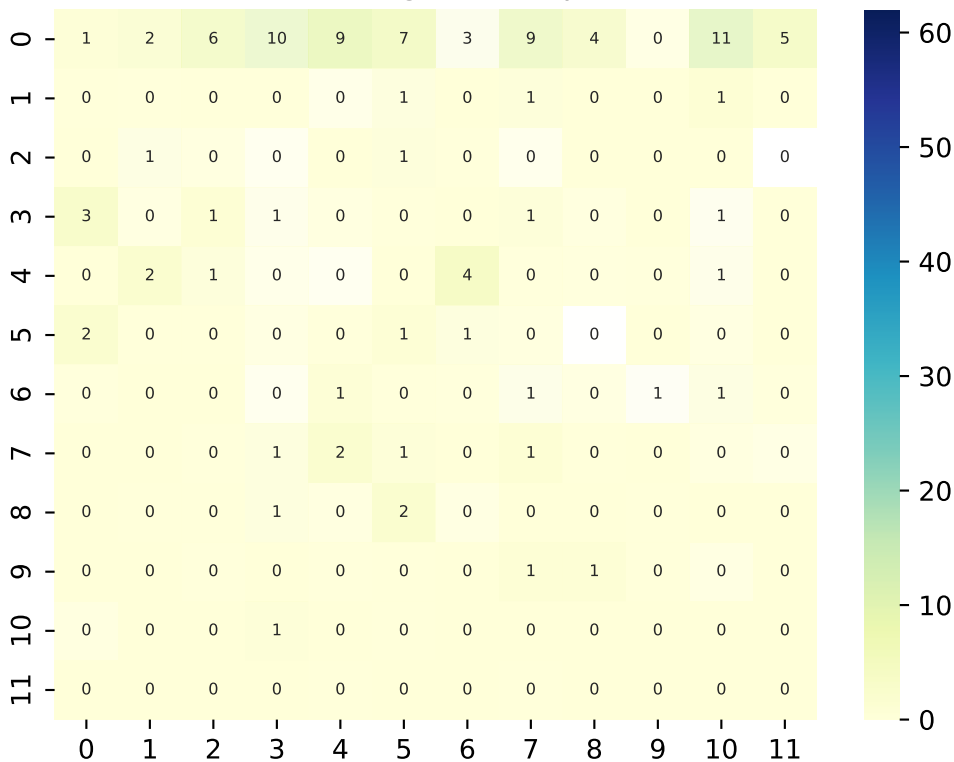 0 1 2 6 10 9 7 3 9 4 0 11 5
1 0 0 0 0 0 1 0 1 0 0 1 0
2 0 1 0 0 0 1 0 0 0 0 0 0
3 3 0 1 1 0 0 0 1 0 0 1 0
4 0 2 1 0 0 0 4 0 0 0 1 0
5 2 0 0 0 0 1 1 0 0 0 0 0
6 0 0 0 0 1 0 0 1 0 1 1 0
7 0 0 0 1 2 1 0 1 0 0 0 0
8 0 0 0 1 0 2 0 0 0 0 0 0
9 0 0 0 0 0 0 0 1 1 0 0 0
10 0 0 0 1 0 0 0 0 0 0 0 0
11 0 0 0 0 0 0 0 0 0 0 0 0
0 1 2 3 4 5 6 7 8 9 10 11
60
50
40
30
20
10
0